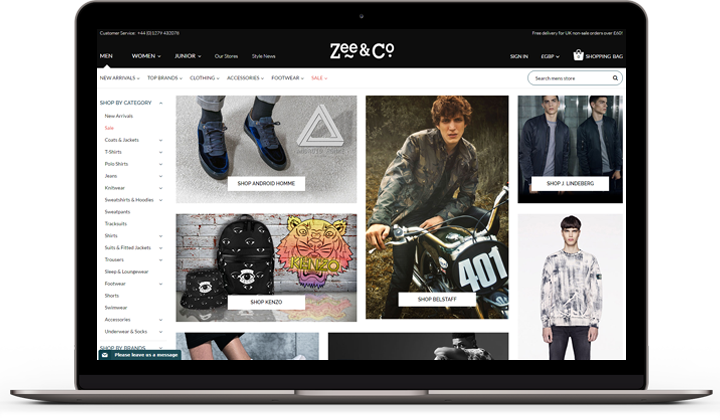 Customer Service: +44 (0)1279 430576
Free delivery for UK non-sale orders over £60!
MEN
WOMEN
JUNIOR
Our Stores
Style News
Zee & Co
SIGN IN
£GBP
SHOPPING BAG
NEW ARRIVALS
TOP BRANDS
CLOTHING
ACCESSORIES
FOOTWEAR
SALE
Search mens store
SHOP BY CATEGORY
New Arrivals
Sale
Coats & Jackets
T-Shirts
Polo Shirts
Jeans
Knitwear
Sweatshirts & Hoodies
Sweatpants
Tracksuits
Shirts
Suits & Fitted Jackets
Trousers
Sleep & Loungewear
Footwear
Shorts
Swimwear
Accessories
Underwear & Socks
SHOP BY BRANDS
Please leave us a message
SHOP ANDROID HOMME
KENZO
SHOP KENZO
401
SHOP BELSTAFF
SHOP J. LINDEBERG